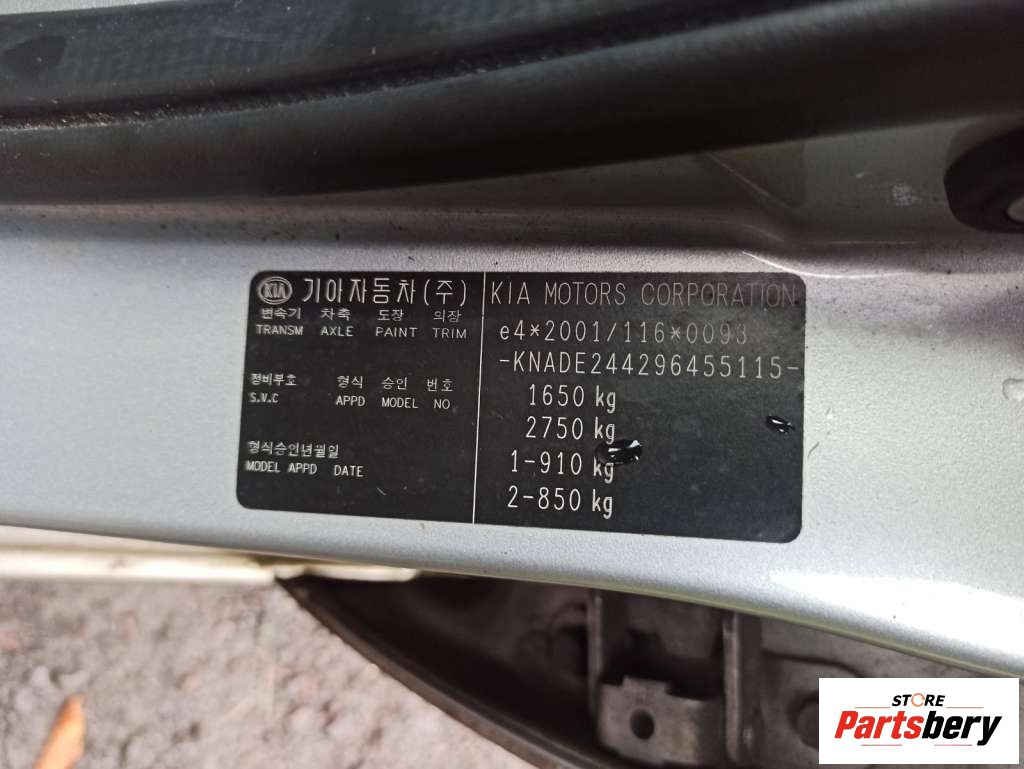 KIA 기아자동차(주)
변속기 차축 도장 의장
TRANSM AXLE PAINT TRIM
정비부호 형식 승인 번호
S.V.C APPD MODEL NO
형식승인년월일
MODEL APPD DATE
KIA MOTORS CORPORATION
e4*2001/116*0093
-KNADE244296455115-
1650 kg
2750 kg
1-910 kg
2-850 kg
STORE
Partsbery